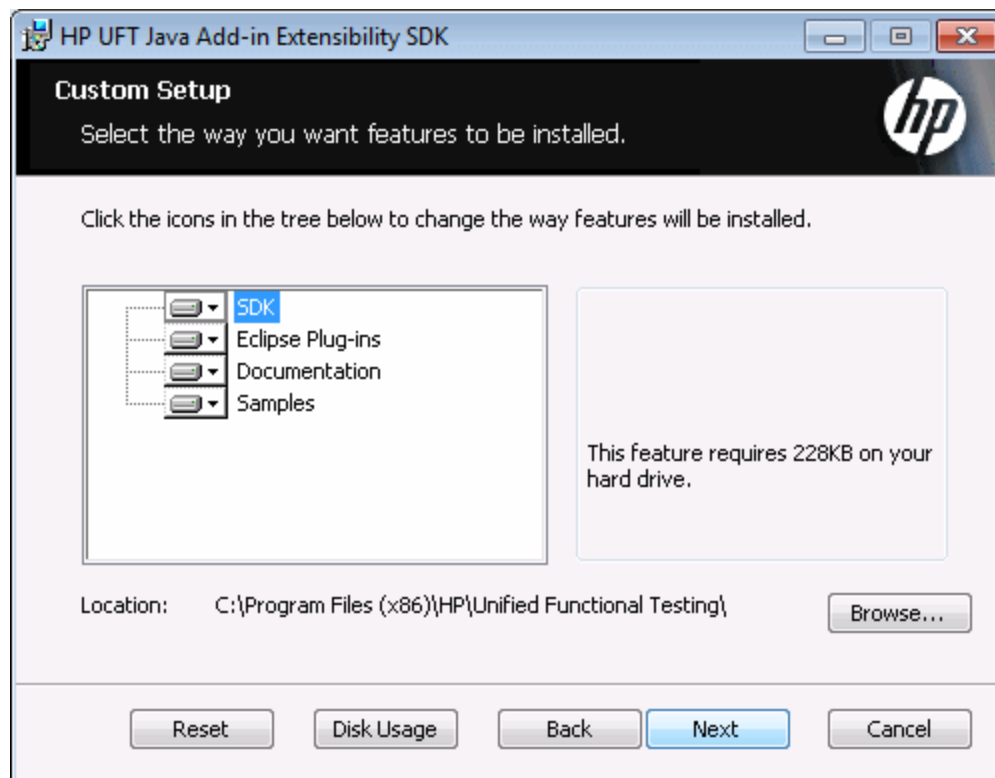 HP UFT Java Add-in Extensibility SDK
Custom Setup
hp
Select the way you want features to be installed.
Click the icons in the tree below to change the way features will be installed.
SDK
Eclipse Plug-ins
Documentation
Samples
This feature requires 228KB on your
hard drive.
Location: C:\Program Files (x86)\HP\Unified Functional Testing\
Browse...
Reset Disk Usage Back Next Cancel